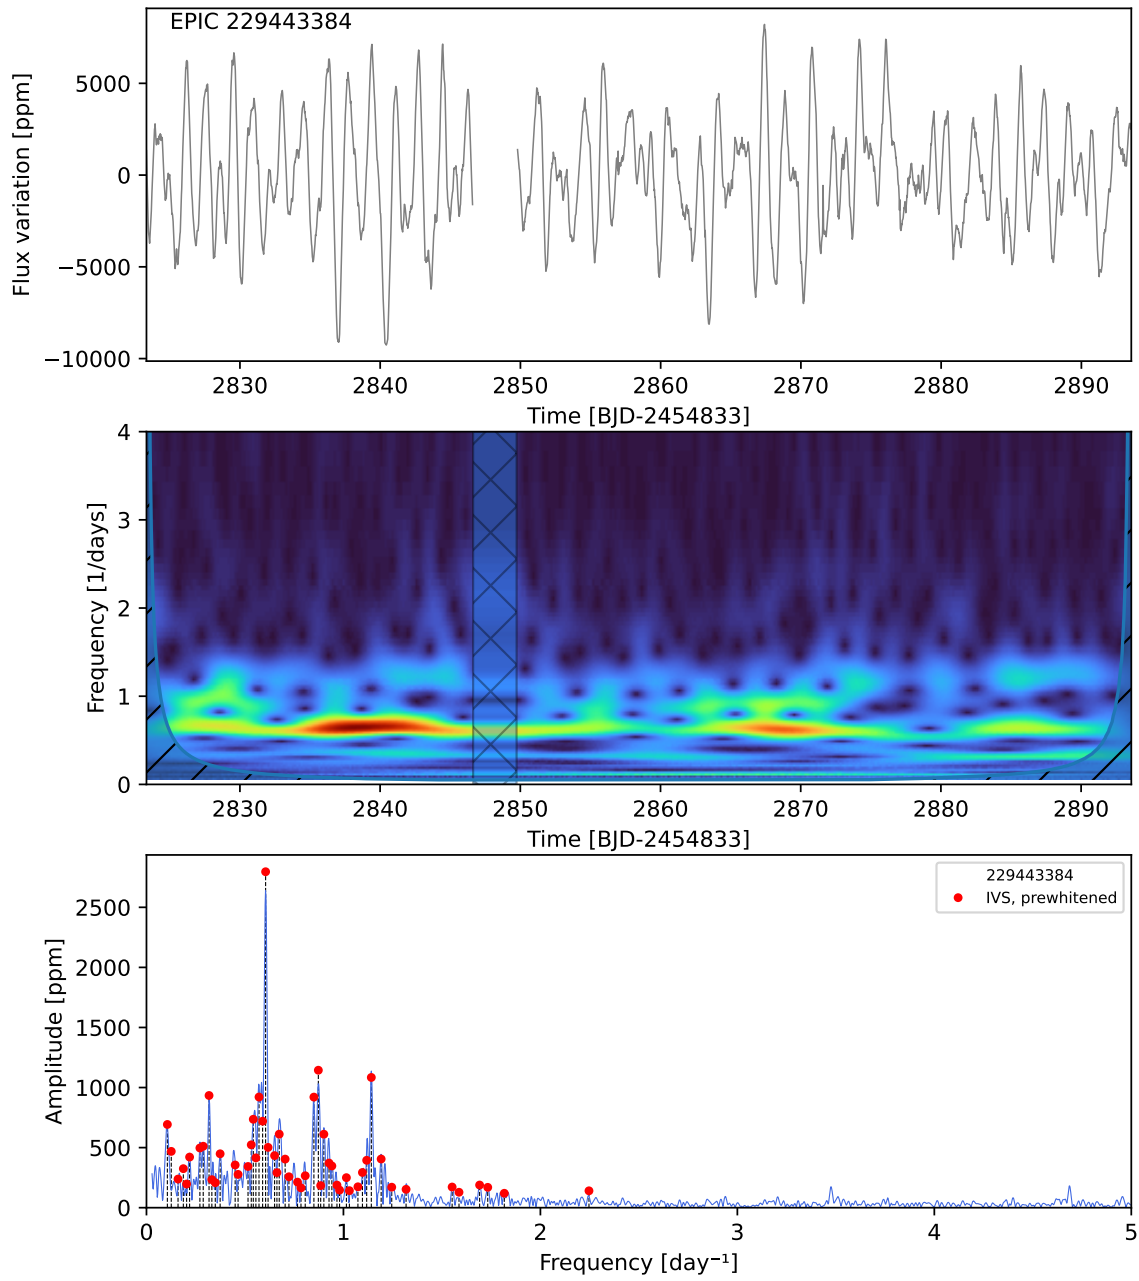 EPIC 229443384
Flux variation [ppm]
5000
0
−5000
−10000
2830 2840 2850 2860 2870 2880 2890
Time [BJD-2454833]
Frequency [1/days]
4
3
2
1
0
2830 2840 2850 2860 2870 2880 2890
Time [BJD-2454833]
Amplitude [ppm]
229443384
IVS, prewhitened
2500
2000
1500
1000
500
0
0 1 2 3 4 5
Frequency [day⁻¹]